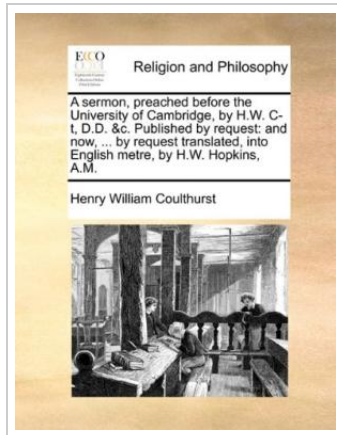 ECCO
Religion and Philosophy
A sermon, preached before the
University of Cambridge, by H.W. C-
t, D.D. &c. Published by request: and
now, ... by request translated, into
English metre, by H.W. Hopkins,
A.M.
Henry William Coulthurst